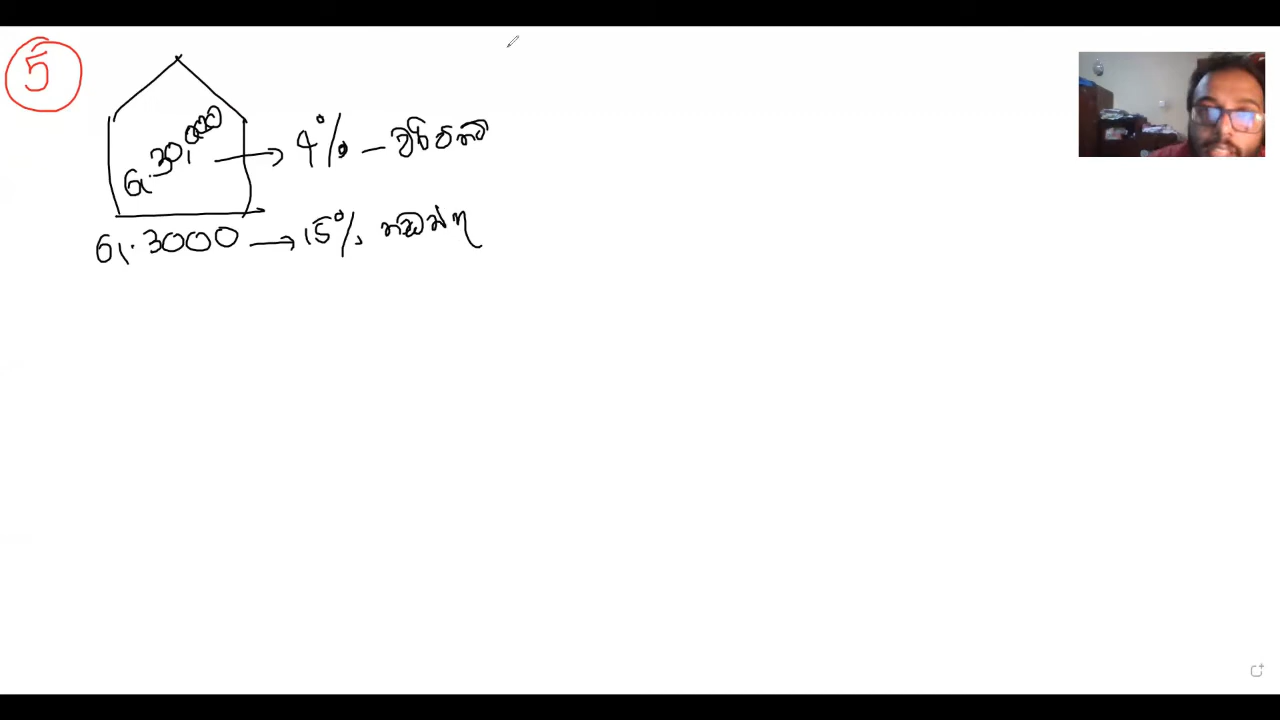 5
රු.30,000 → 4% – වරිපනම්
රු.3000 → 15%